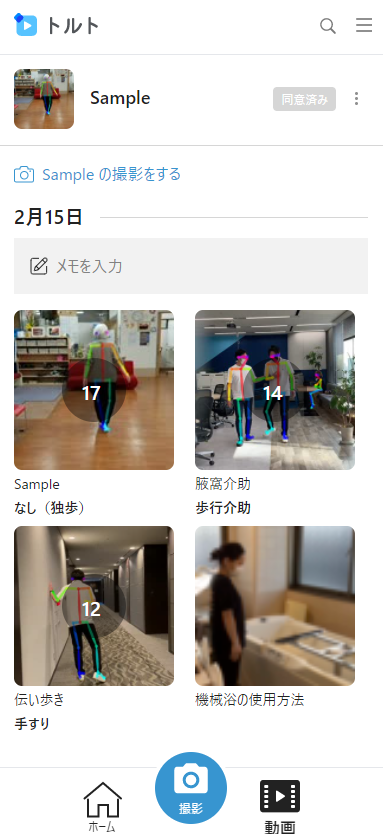 トルト
Sample
同意済み
Sample の撮影をする
2月15日
メモを入力
17
14
Sample
なし（独歩）
腋窩介助
歩行介助
12
伝い歩き
手すり
機械浴の使用方法
ホーム
撮影
動画